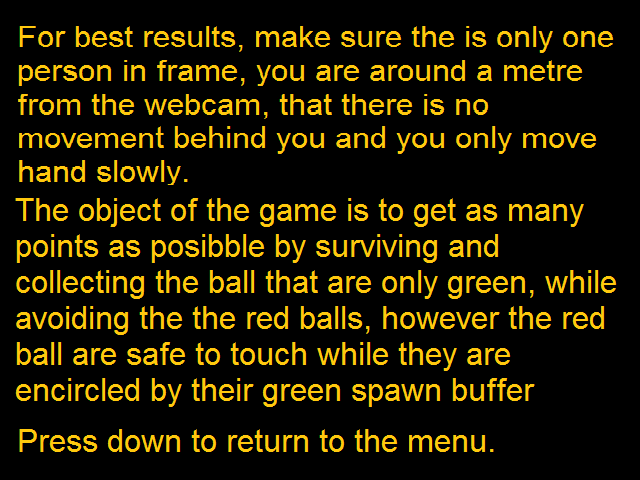 For best results, make sure the is only one
person in frame, you are around a metre
from the webcam, that there is no
movement behind you and you only move
hand slowly.
The object of the game is to get as many
points as posibble by surviving and
collecting the ball that are only green, while
avoiding the the red balls, however the red
ball are safe to touch while they are
encircled by their green spawn buffer
Press down to return to the menu.